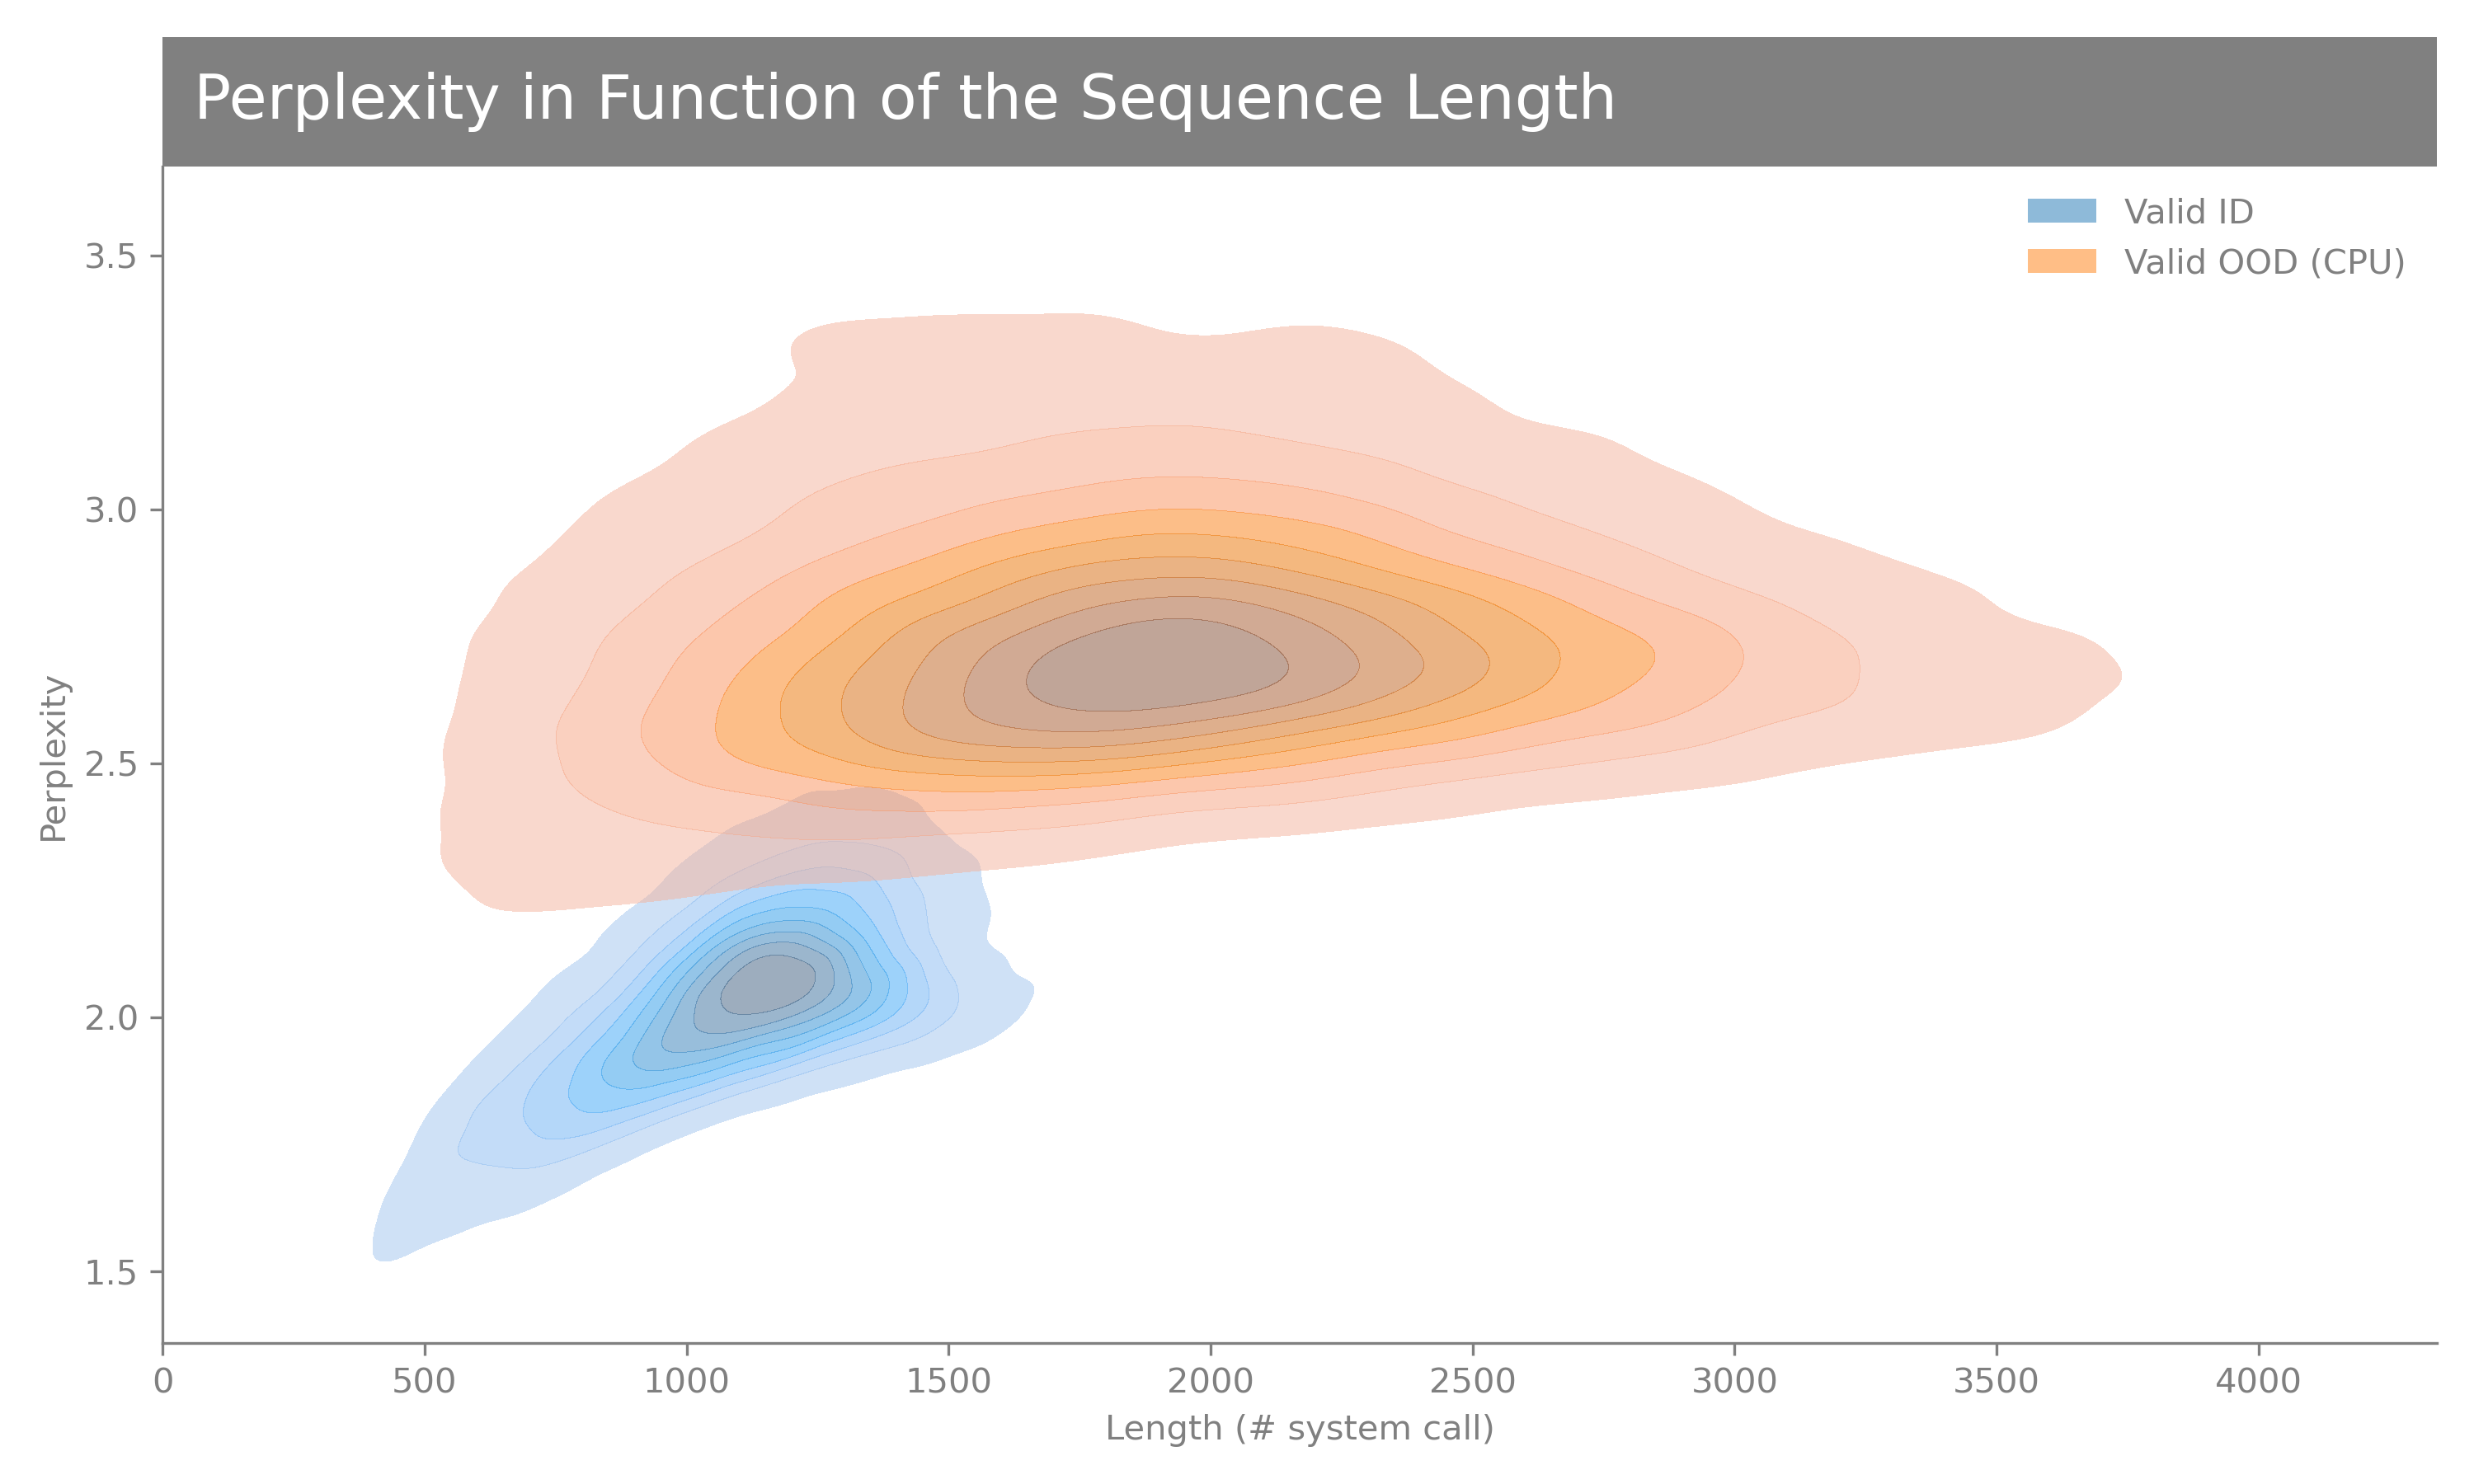 Perplexity in Function of the Sequence Length
Valid ID
Valid OOD (CPU)
3.5
3.0
2.5
2.0
1.5
Perplexity
0 500 1000 1500 2000 2500 3000 3500 4000
Length (# system call)